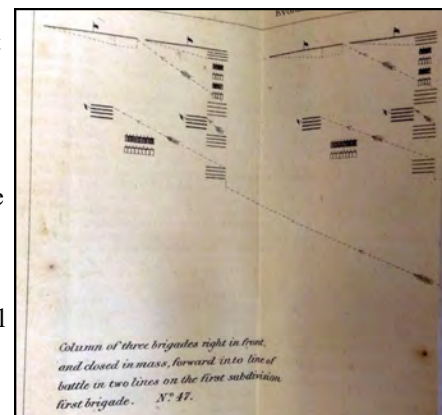 Column of three brigades right in front,
and closed in mass, forward into line of
battle in two lines on the first subdivision
first brigade. Nº 47.